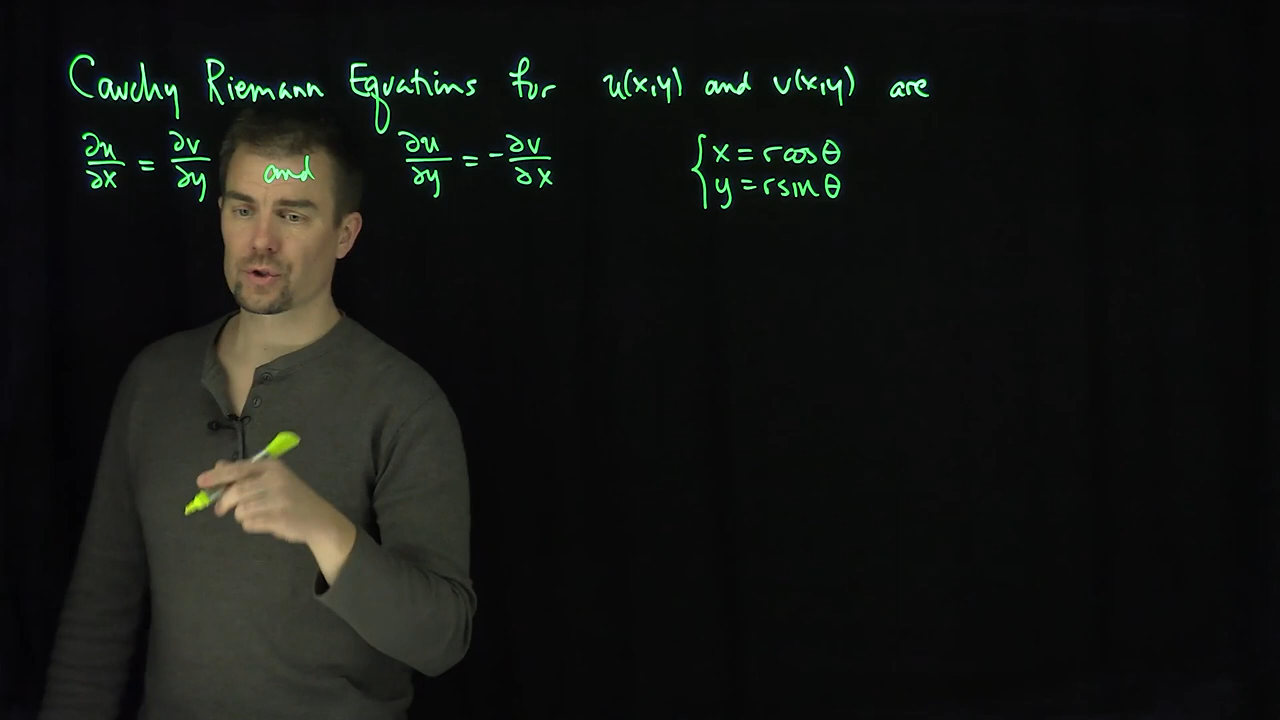 Cauchy Riemann Equations for u(x,y) and v(x,y) are
∂u/∂x = ∂v/∂y and ∂u/∂y = -∂v/∂x
{ x = r cos θ
y = r sin θ